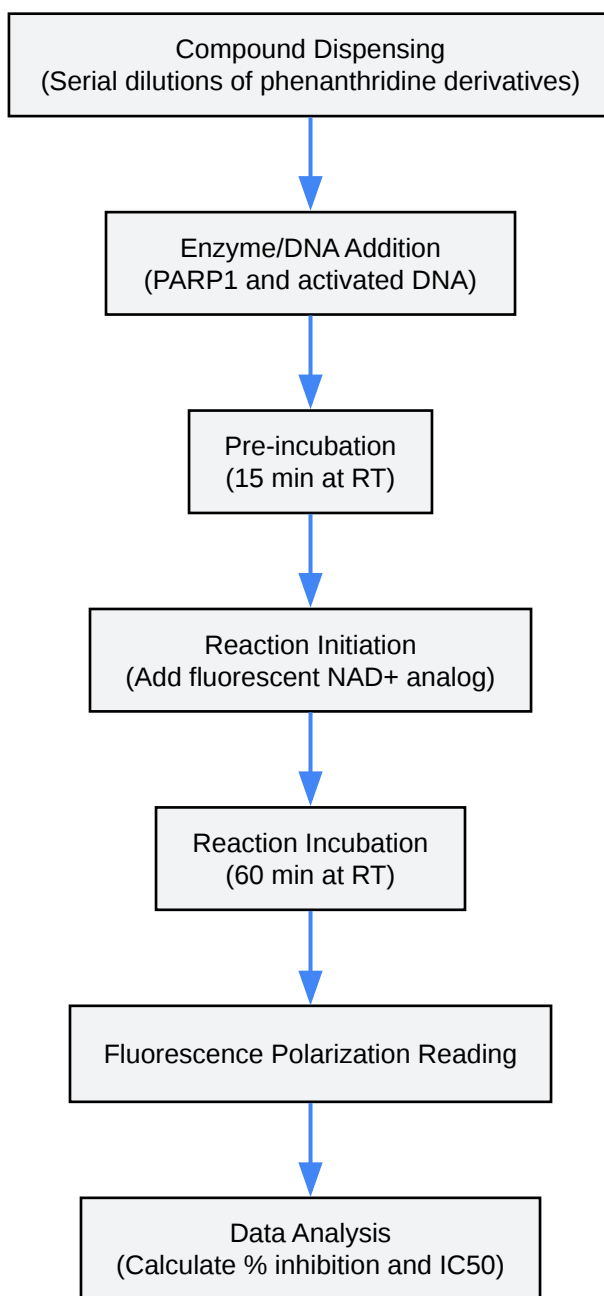 Compound Dispensing
(Serial dilutions of phenanthridine derivatives)
Enzyme/DNA Addition
(PARP1 and activated DNA)
Pre-incubation
(15 min at RT)
Reaction Initiation
(Add fluorescent NAD+ analog)
Reaction Incubation
(60 min at RT)
Fluorescence Polarization Reading
Data Analysis
(Calculate % inhibition and IC50)